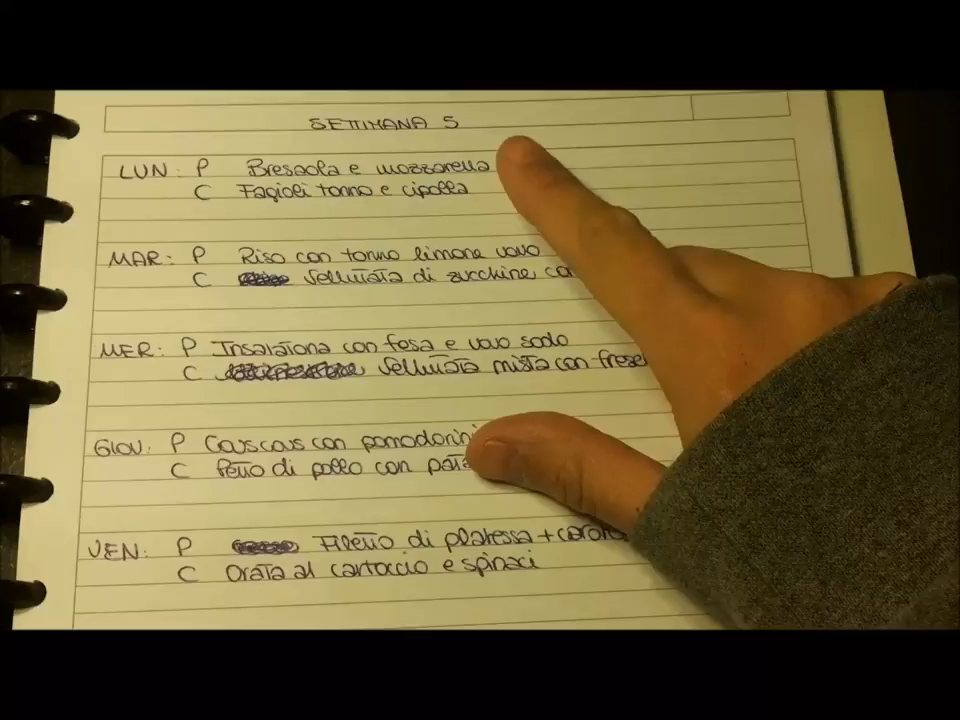 SETTIMANA 5
LUN: P Bresaola e mozzarella
C Fagioli tonno e cipolla
MAR: P Riso con tonno limone uovo
C Vellutata di zucchine
MER: P Insalatona con fesa e uovo sodo
C Vellutata mista con
GIOV: P Couscous con pomodorini
C Petto di pollo con
VEN: P Filetto di platessa +
C Orata al cartoccio e spinaci